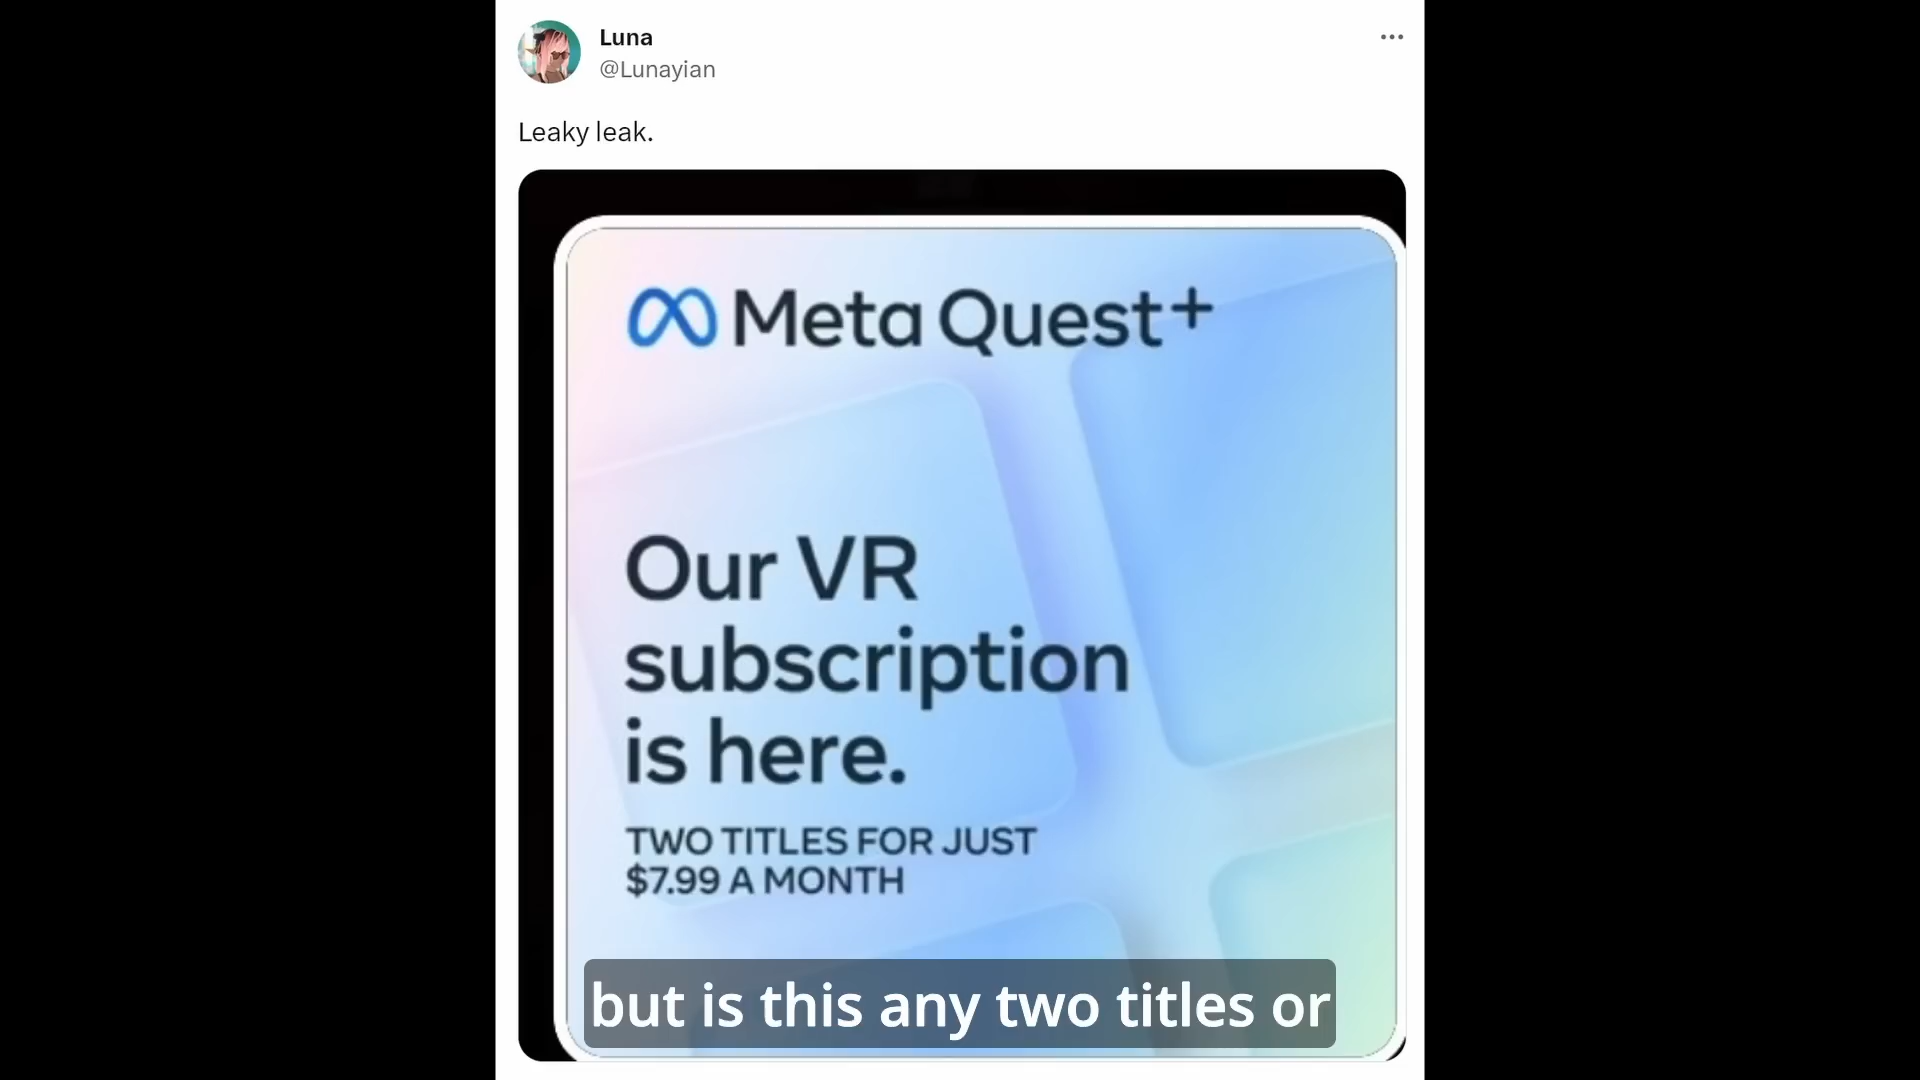 Luna
@Lunayian
Leaky leak.
Meta Quest+
Our VR
subscription
is here.
TWO TITLES FOR JUST
$7.99 A MONTH
but is this any two titles or